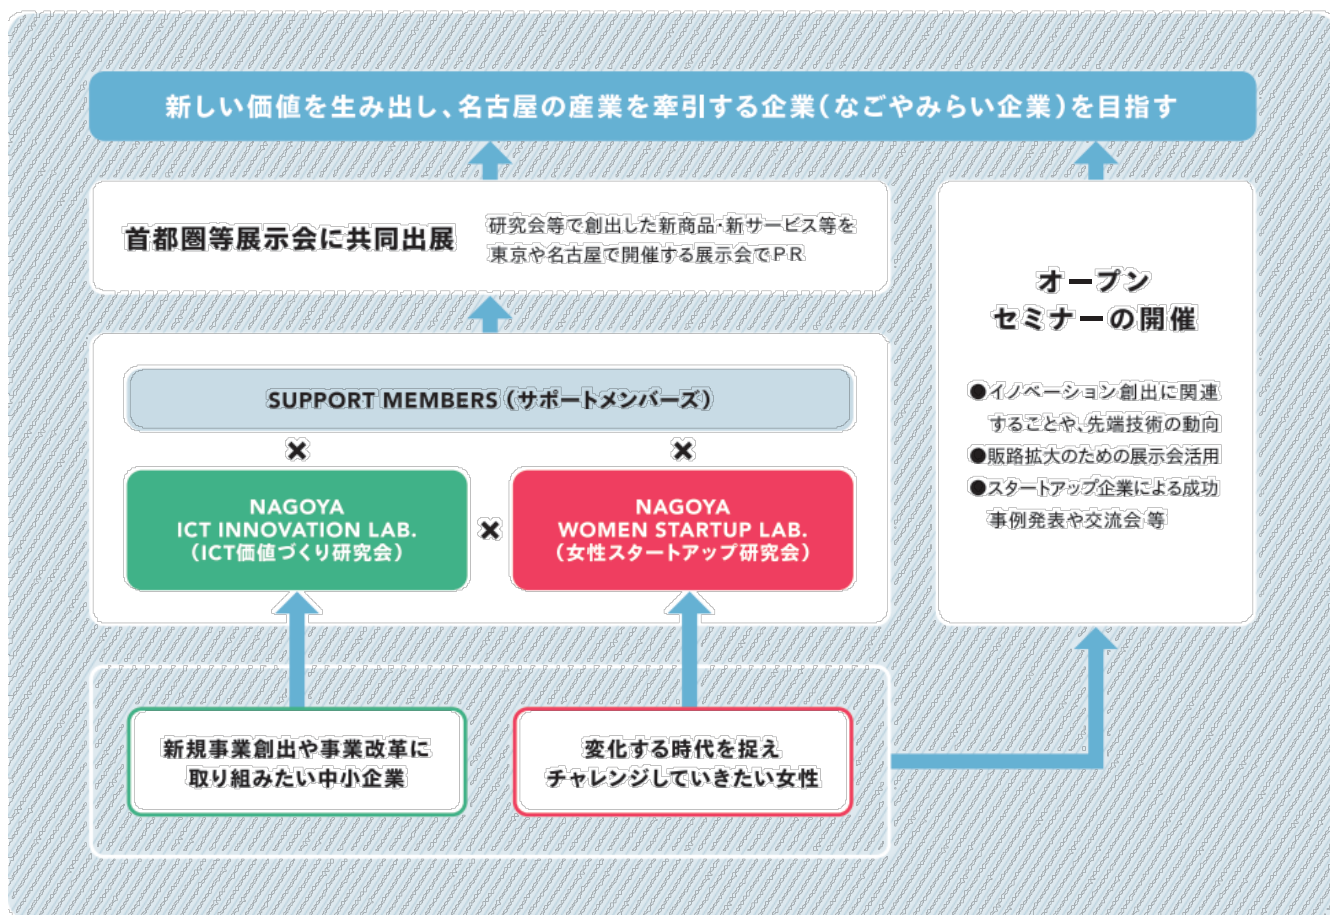 新しい価値を生み出し、名古屋の産業を牽引する企業（なごやみらい企業）を目指す
首都圏等展示会に共同出展
研究会等で創出した新商品・新サービス等を
東京や名古屋で開催する展示会でPR
SUPPORT MEMBERS（サポートメンバーズ）
×
×
NAGOYA
ICT INNOVATION LAB.
（ICT価値づくり研究会）
×
NAGOYA
WOMEN STARTUP LAB.
（女性スタートアップ研究会）
新規事業創出や事業改革に
取り組みたい中小企業
変化する時代を捉え
チャレンジしていきたい女性
オープン
セミナーの開催
●イノベーション創出に関連
することや、先端技術の動向
●販路拡大のための展示会活用
●スタートアップ企業による成功
事例発表や交流会 等